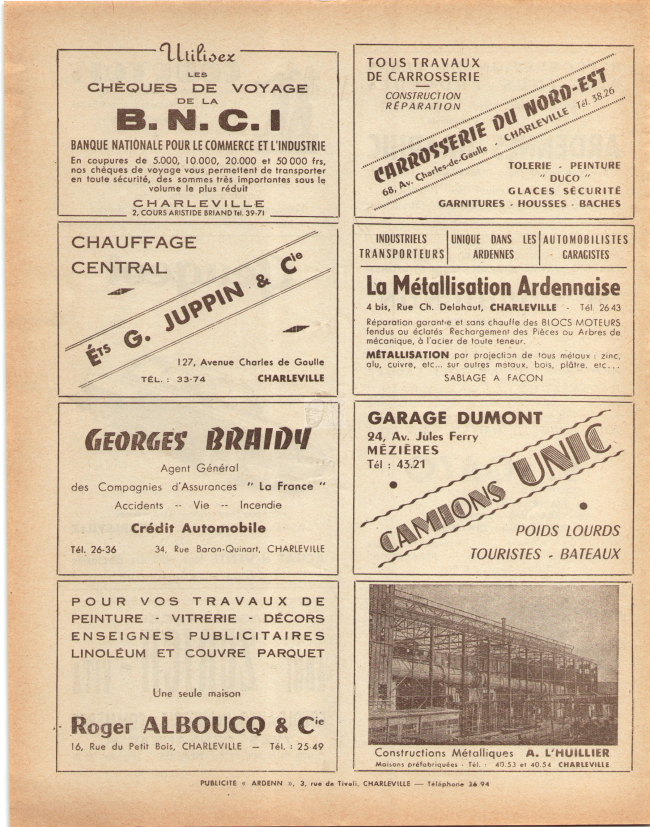 Utilisez
LES
CHÈQUES DE VOYAGE
DE LA
B.N.C.I
BANQUE NATIONALE POUR LE COMMERCE ET L'INDUSTRIE
En coupures de 5.000, 10.000, 20.000 et 50 000 frs,
nos chéques de voyage vous permettent de transporter
en toute sécurité, des sommes très importantes sous le
volume le plus réduit
CHARLEVILLE
2, COURS ARISTIDE BRIAND Tél. 39-71
TOUS TRAVAUX
DE CARROSSERIE
CONSTRUCTION
RÉPARATION
CARROSSERIE DU NORD-EST
68, Av. Charles-de-Gaulle - CHARLEVILLE Tél. 38.26
TOLERIE - PEINTURE
" DUCO "
GLACES SÉCURITÉ
GARNITURES - HOUSSES - BACHES
CHAUFFAGE
CENTRAL
Éts G. JUPPIN & Cie
127, Avenue Charles de Gaulle
TÉL. : 33-74 CHARLEVILLE
INDUSTRIELS TRANSPORTEURS
UNIQUE DANS LES ARDENNES
AUTOMOBILISTES GARAGISTES
La Métallisation Ardennaise
4 bis, Rue Ch. Delahaut, CHARLEVILLE - Tél 26 43
Réparation garantie et sans chauffe des BLOCS MOTEURS
fendus ou éclatés Rechargement des Pièces ou Arbres de
mécanique, à l'acier de toute teneur.
MÉTALLISATION par projection de tous métaux : zinc,
alu, cuivre, etc... sur autres métaux, bois, plâtre, etc...
SABLAGE A FAÇON
GEORGES BRAIDY
Agent Général
des Compagnies d'Assurances " La France "
Accidents -- Vie -- Incendie
Crédit Automobile
Tél. 26-36 34, Rue Baron-Quinart, CHARLEVILLE
GARAGE DUMONT
24, Av. Jules Ferry
MÉZIÈRES
Tél : 43.21
CAMIONS UNIC
POIDS LOURDS
TOURISTES - BATEAUX
POUR VOS TRAVAUX DE
PEINTURE - VITRERIE - DÉCORS
ENSEIGNES PUBLICITAIRES
LINOLÉUM ET COUVRE PARQUET
Une seule maison
Roger ALBOUCQ & Cie
16, Rue du Petit Bois, CHARLEVILLE — Tél. : 25-49
Constructions Métalliques A. L'HUILLIER
Maisons préfabriquées - Tél. : 40.53 et 40.54 CHARLEVILLE
PUBLICITE « ARDENN », 3, rue de Tivoli, CHARLEVILLE — Téléphone 36-94